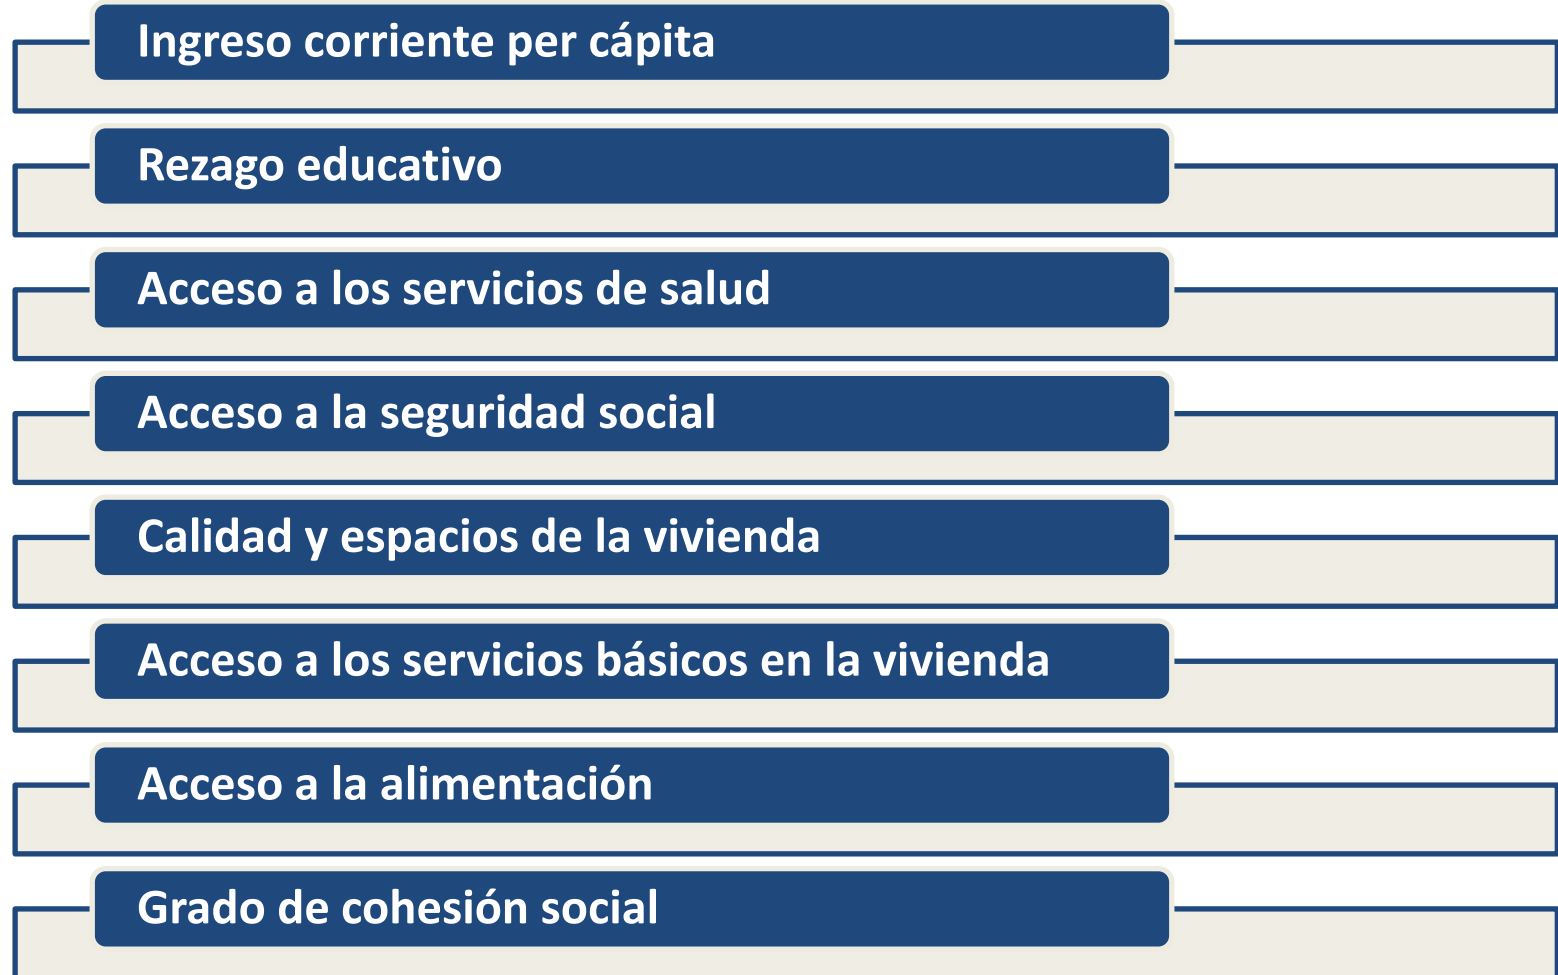 Ingreso corriente per cápita
Rezago educativo
Acceso a los servicios de salud
Acceso a la seguridad social
Calidad y espacios de la vivienda
Acceso a los servicios básicos en la vivienda
Acceso a la alimentación
Grado de cohesión social